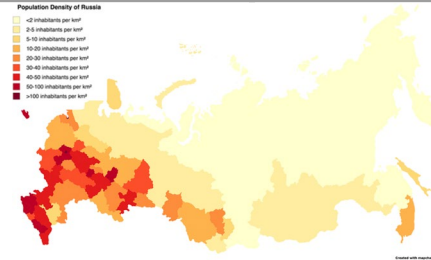 Population Density of Russia
<2 inhabitants per km²
2-5 inhabitants per km²
5-10 inhabitants per km²
10-20 inhabitants per km²
20-30 inhabitants per km²
30-40 inhabitants per km²
40-50 inhabitants per km²
50-100 inhabitants per km²
>100 inhabitants per km²
Created with mapcha